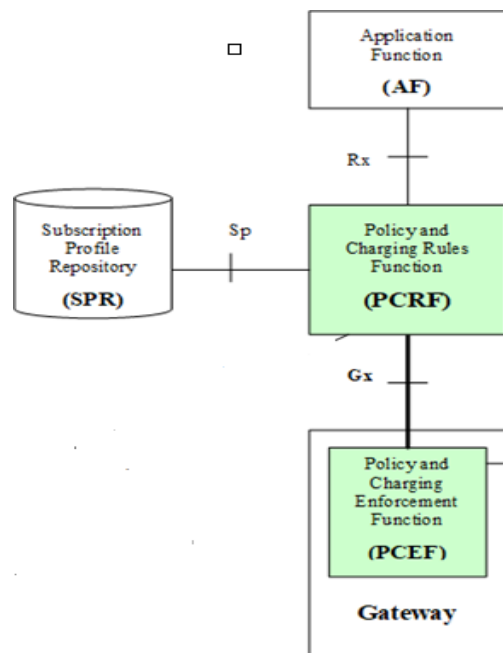 Application
Function
(AF)
Rx
Subscription
Profile
Repository
(SPR)
Sp
Policy and
Charging Rules
Function
(PCRF)
Gx
Policy and
Charging
Enforcement
Function
(PCEF)
Gateway